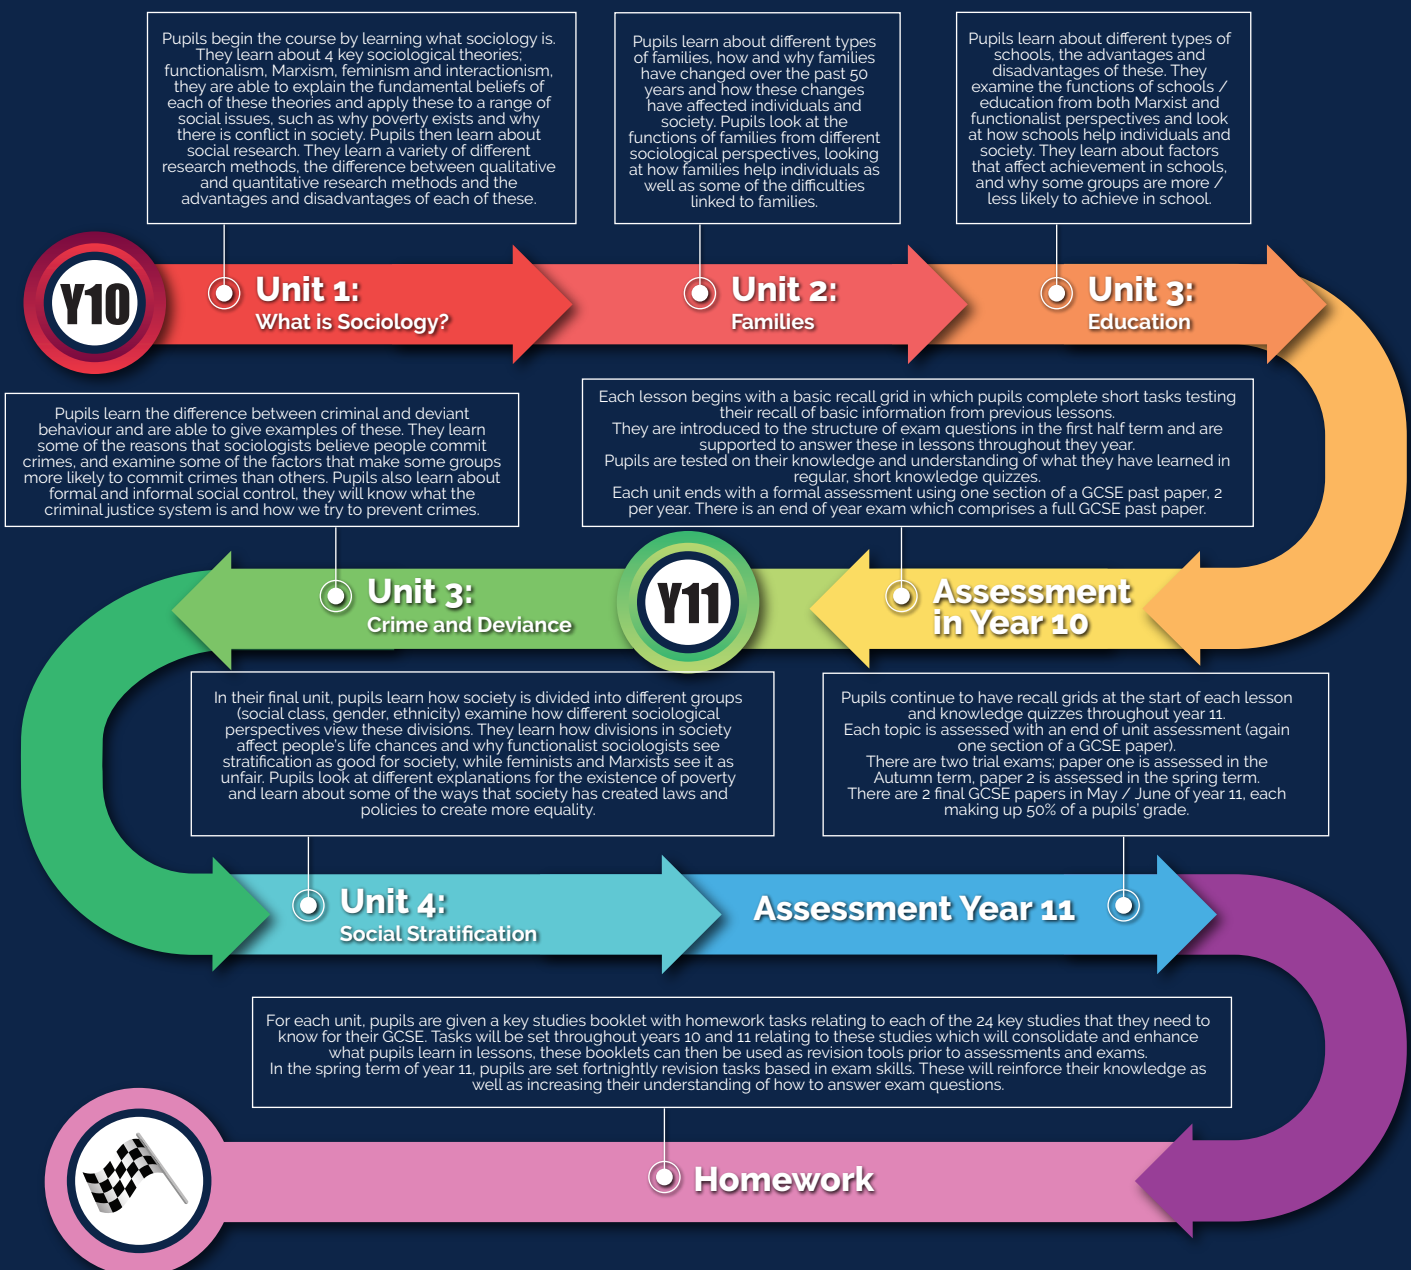 Pupils begin the course by learning what sociology is.
They learn about 4 key sociological theories;
functionalism, Marxism, feminism and interactionism,
they are able to explain the fundamental beliefs of
each of these theories and apply these to a range of
social issues, such as why poverty exists and why
there is conflict in society. Pupils then learn about
social research. They learn a variety of different
research methods, the difference between qualitative
and quantitative research methods and the
advantages and disadvantages of each of these.
Pupils learn about different types
of families, how and why families
have changed over the past 50
years and how these changes
have affected individuals and
society. Pupils look at the
functions of families from different
sociological perspectives, looking
at how families help individuals as
well as some of the difficulties
linked to families.
Pupils learn about different types of
schools, the advantages and
disadvantages of these. They
examine the functions of schools /
education from both Marxist and
functionalist perspectives and look
at how schools help individuals and
society. They learn about factors
that affect achievement in schools,
and why some groups are more /
less likely to achieve in school.
Y10
Unit 1:
What is Sociology?
Unit 2:
Families
Unit 3:
Education
Pupils learn the difference between criminal and deviant
behaviour and are able to give examples of these. They learn
some of the reasons that sociologists believe people commit
crimes, and examine some of the factors that make some groups
more likely to commit crimes than others. Pupils also learn about
formal and informal social control, they will know what the
criminal justice system is and how we try to prevent crimes.
Each lesson begins with a basic recall grid in which pupils complete short tasks testing
their recall of basic information from previous lessons.
They are introduced to the structure of exam questions in the first half term and are
supported to answer these in lessons throughout they year.
Pupils are tested on their knowledge and understanding of what they have learned in
regular, short knowledge quizzes.
Each unit ends with a formal assessment using one section of a GCSE past paper, 2
per year. There is an end of year exam which comprises a full GCSE past paper.
Unit 3:
Crime and Deviance
Y11
Assessment
in Year 10
In their final unit, pupils learn how society is divided into different groups
(social class, gender, ethnicity) examine how different sociological
perspectives view these divisions. They learn how divisions in society
affect people's life chances and why functionalist sociologists see
stratification as good for society, while feminists and Marxists see it as
unfair. Pupils look at different explanations for the existence of poverty
and learn about some of the ways that society has created laws and
policies to create more equality.
Pupils continue to have recall grids at the start of each lesson
and knowledge quizzes throughout year 11.
Each topic is assessed with an end of unit assessment (again
one section of a GCSE paper).
There are two trial exams; paper one is assessed in the
Autumn term, paper 2 is assessed in the spring term.
There are 2 final GCSE papers in May / June of year 11, each
making up 50% of a pupils' grade.
Unit 4:
Social Stratification
Assessment Year 11
For each unit, pupils are given a key studies booklet with homework tasks relating to each of the 24 key studies that they need to
know for their GCSE. Tasks will be set throughout years 10 and 11 relating to these studies which will consolidate and enhance
what pupils learn in lessons, these booklets can then be used as revision tools prior to assessments and exams.
In the spring term of year 11, pupils are set fortnightly revision tasks based in exam skills. These will reinforce their knowledge as
well as increasing their understanding of how to answer exam questions.
Homework